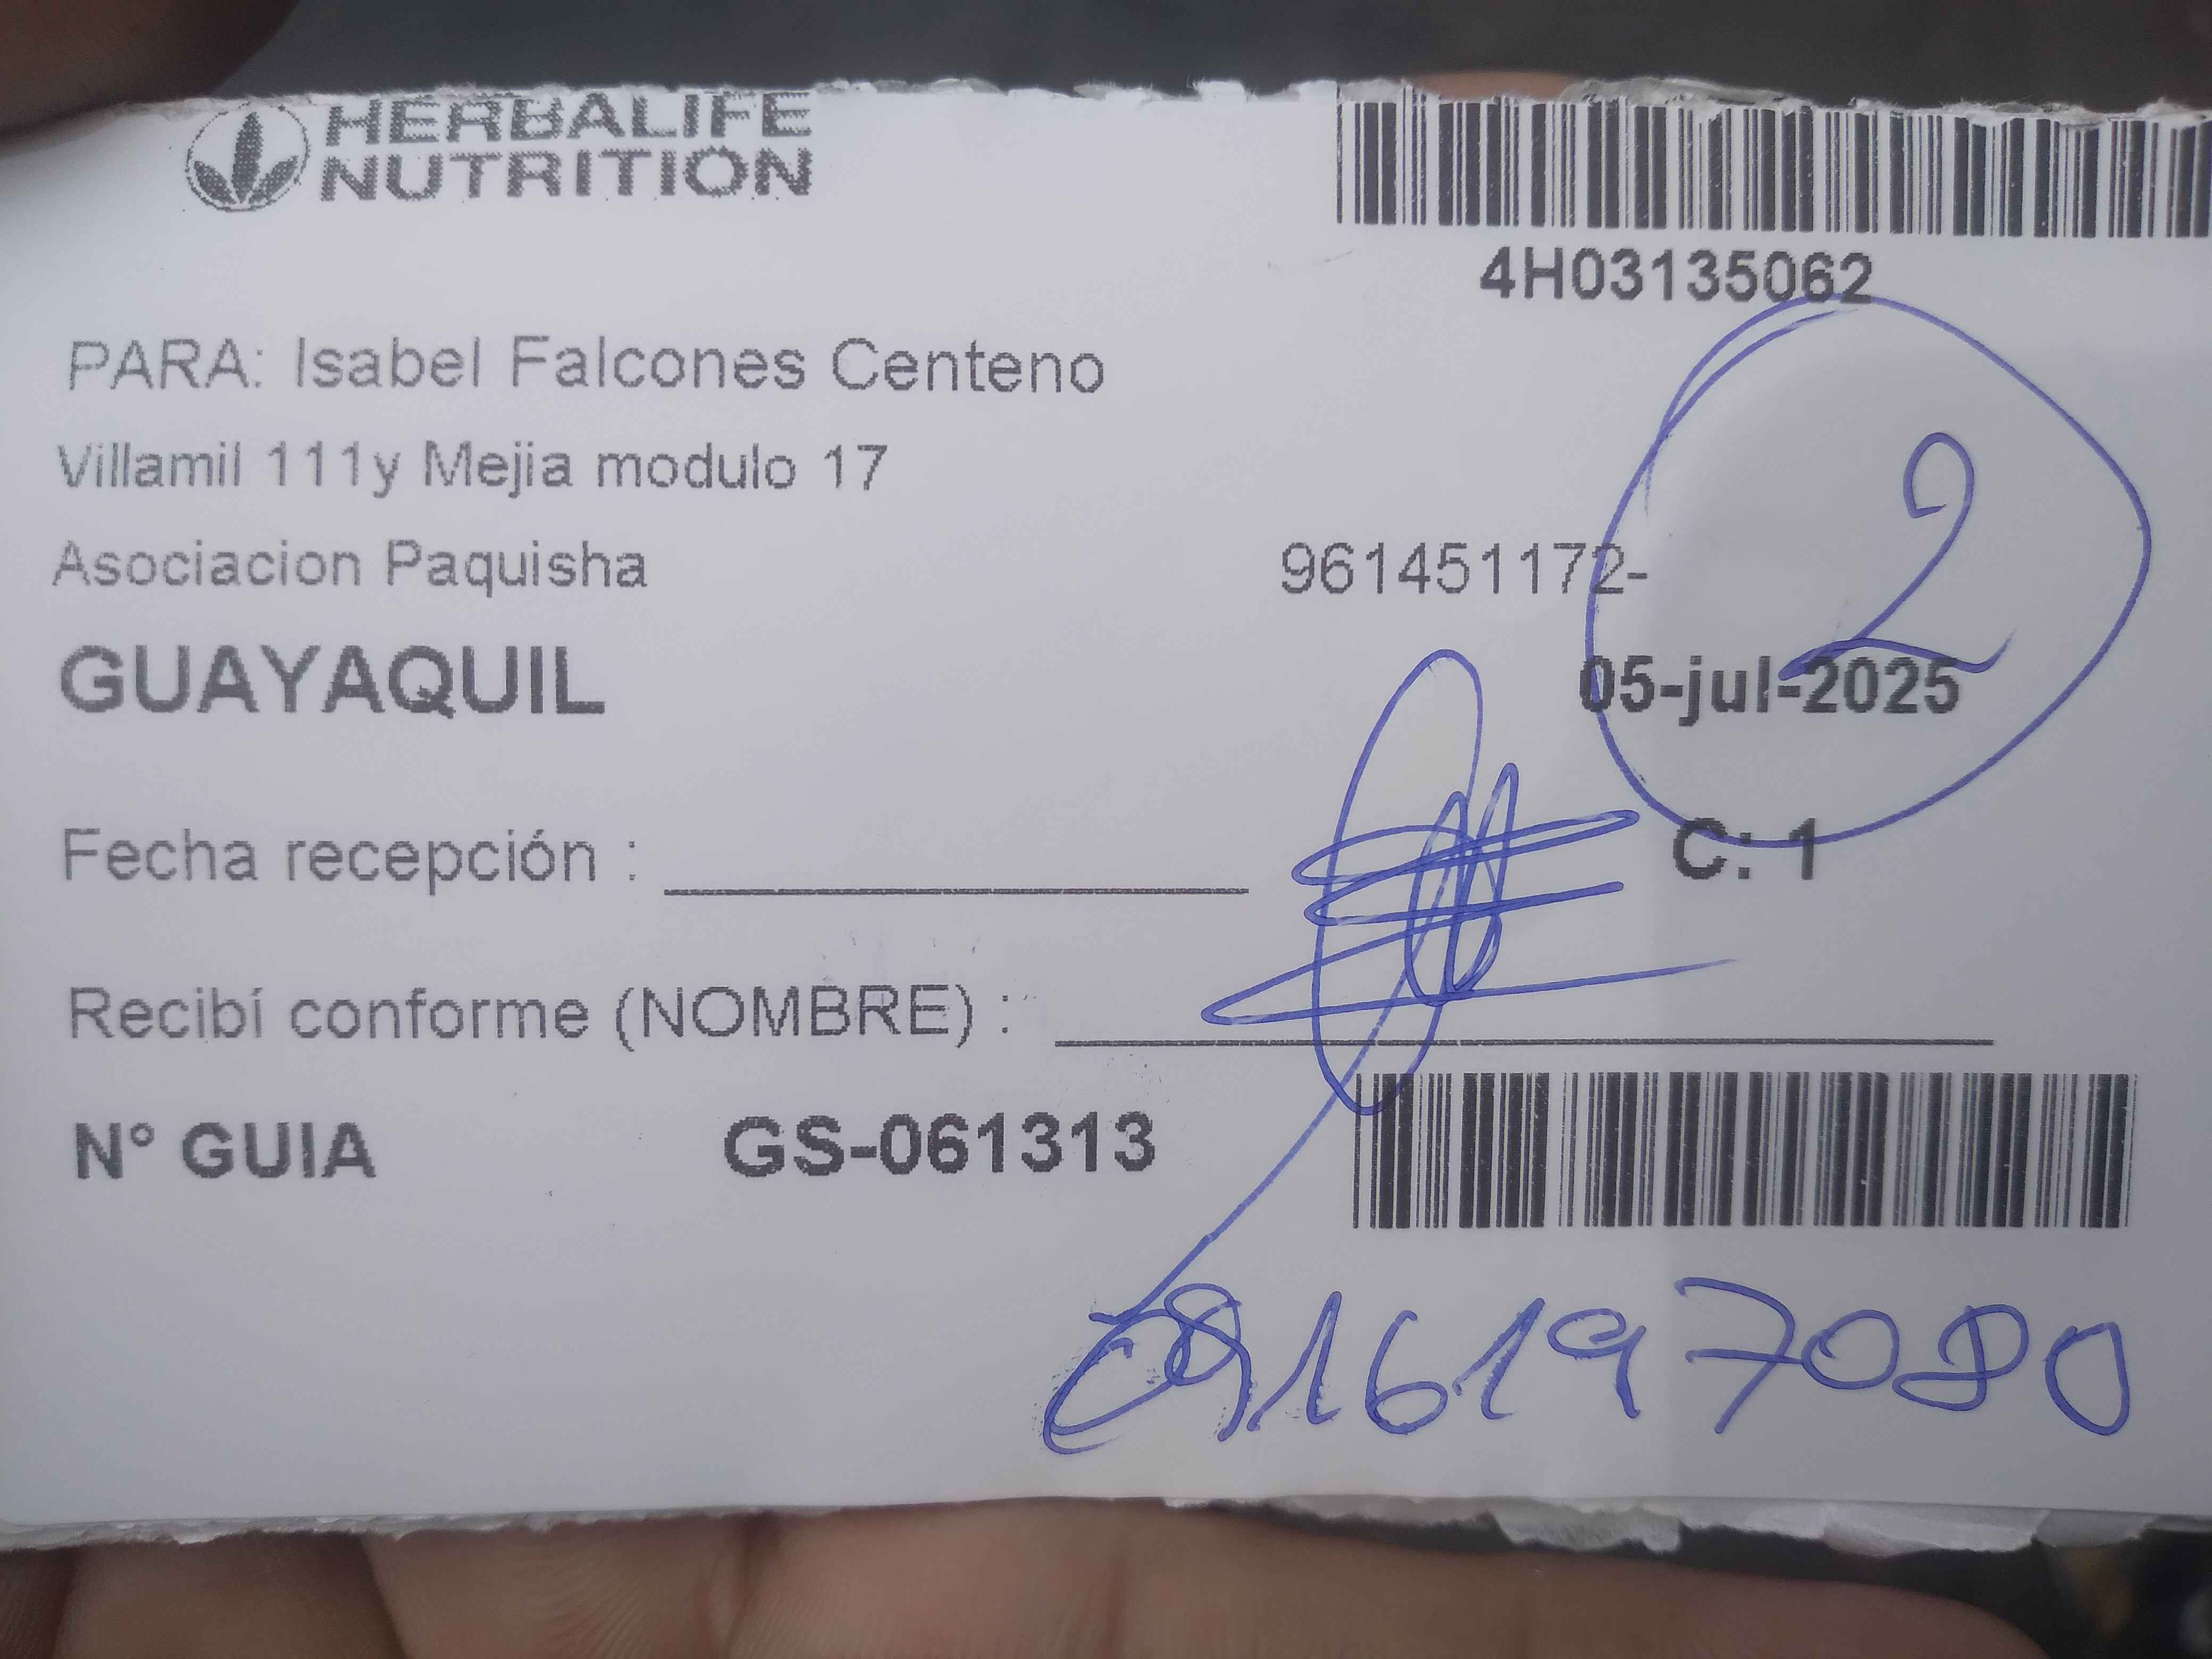 HERBALIFE
NUTRITION
4H03135062
PARA: Isabel Falcones Centeno
Villamil 111y Mejia modulo 17
Asociacion Paquisha
961451172-
2
GUAYAQUIL
05-jul-2025
Fecha recepción :
C: 1
Recibí conforme (NOMBRE) :
N° GUIA GS-061313
0916197080